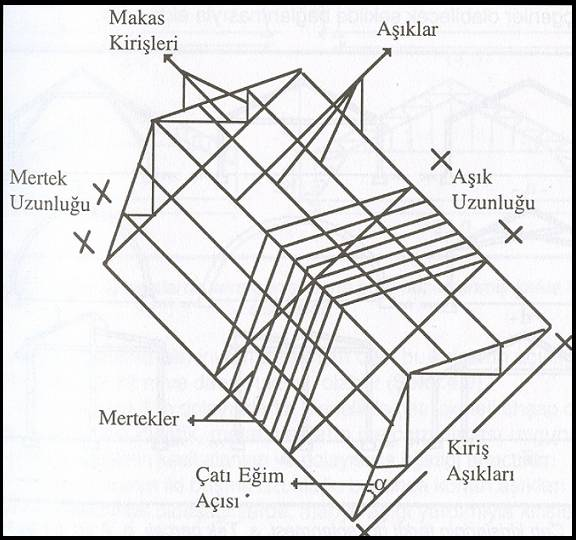 Makas
Kirişleri
Aşıklar
Mertek
Uzunluğu
Aşık
Uzunluğu
Mertekler
Kiriş
Aşıkları
Çatı Eğim
Açısı
α